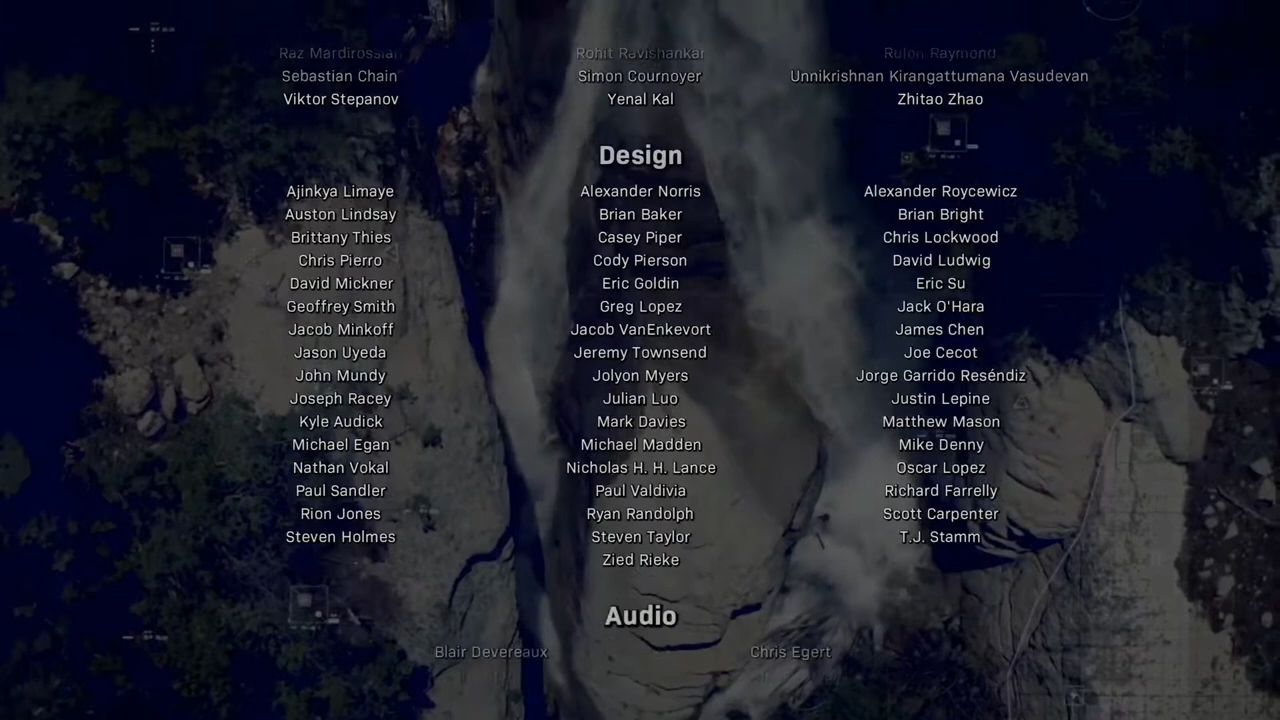 Raz Mardirossian Rohit Ravishankar Rulon Raymond
Sebastian Chain Simon Cournoyer Unnikrishnan Kirangattumana Vasudevan
Viktor Stepanov Yenal Kal Zhitao Zhao
Design
Ajinkya Limaye Alexander Norris Alexander Roycewicz
Auston Lindsay Brian Baker Brian Bright
Brittany Thies Casey Piper Chris Lockwood
Chris Pierro Cody Pierson David Ludwig
David Mickner Eric Goldin Eric Su
Geoffrey Smith Greg Lopez Jack O'Hara
Jacob Minkoff Jacob VanEnkevort James Chen
Jason Uyeda Jeremy Townsend Joe Cecot
John Mundy Jolyon Myers Jorge Garrido Reséndiz
Joseph Racey Julian Luo Justin Lepine
Kyle Audick Mark Davies Matthew Mason
Michael Egan Michael Madden Mike Denny
Nathan Vokal Nicholas H. H. Lance Oscar Lopez
Paul Sandler Paul Valdivia Richard Farrelly
Rion Jones Ryan Randolph Scott Carpenter
Steven Holmes Steven Taylor T.J. Stamm
Zied Rieke
Audio
Blair Devereaux Chris Egert